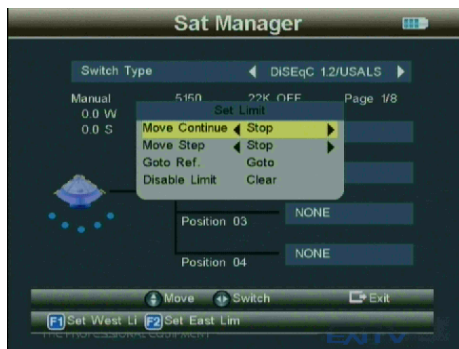 Sat Manager
Switch Type DiSEqC 1.2/USALS
Manual 5150 22K OFF Page 1/8
0.0 W
0.0 S
Set Limit
Move Continue Stop
Move Step Stop
Goto Ref. Goto
Disable Limit Clear
Position 03 NONE
Position 04 NONE
Move Switch Exit
F1 Set West Li F2 Set East Lim